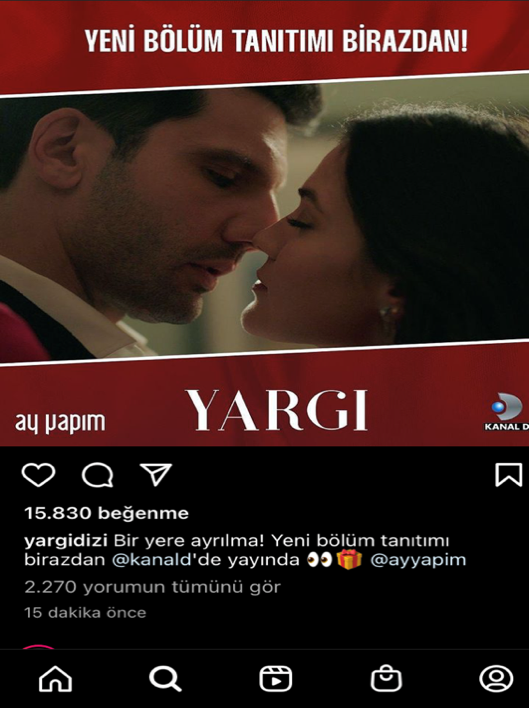 YENİ BÖLÜM TANITIMI BİRAZDAN!
ay yapım
YARGI
KANAL D
15.830 beğenme
yargidizi Bir yere ayrılma! Yeni bölüm tanıtımı
birazdan @kanald'de yayında 👀🎁 @ayyapim
2.270 yorumun tümünü gör
15 dakika önce